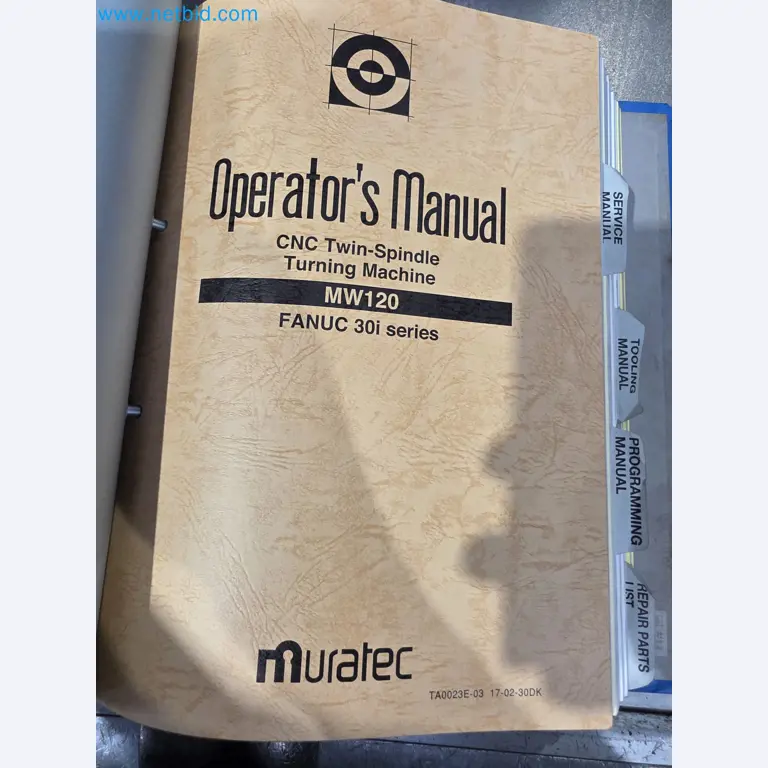 www.netbid.com
Operator's Manual
CNC Twin-Spindle
Turning Machine
MW120
FANUC 30i series
muratec
TA0023E-03 17-02-30DK
SERVICE
MANUAL
TOOLING
MANUAL
PROGRAMMING
MANUAL
REPAIR PARTS
LIST